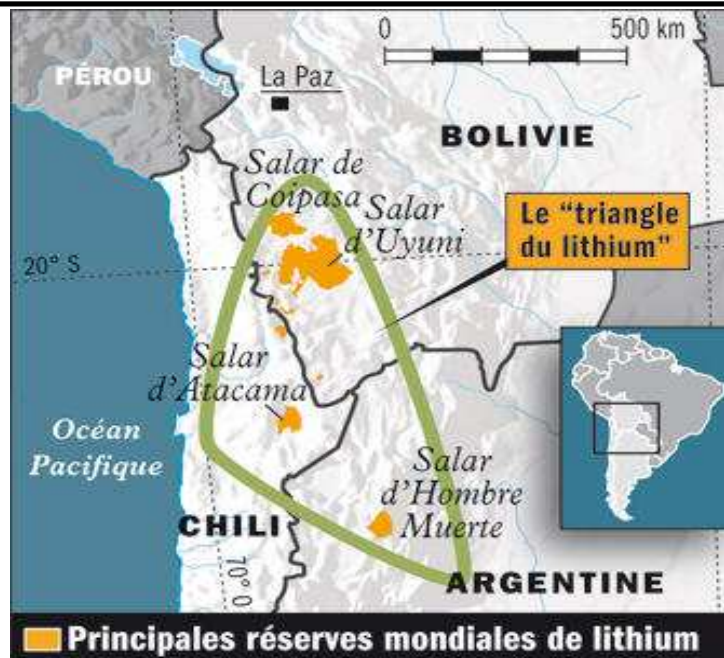 0 500 km
PÉROU
La Paz
BOLIVIE
Salar de
Coipasa
Salar
d'Uyuni
Le "triangle
du lithium"
20° S
Salar
d'Atacama
Océan
Pacifique
Salar
d'Hombre
Muerte
CHILI
70° O
ARGENTINE
Principales réserves mondiales de lithium